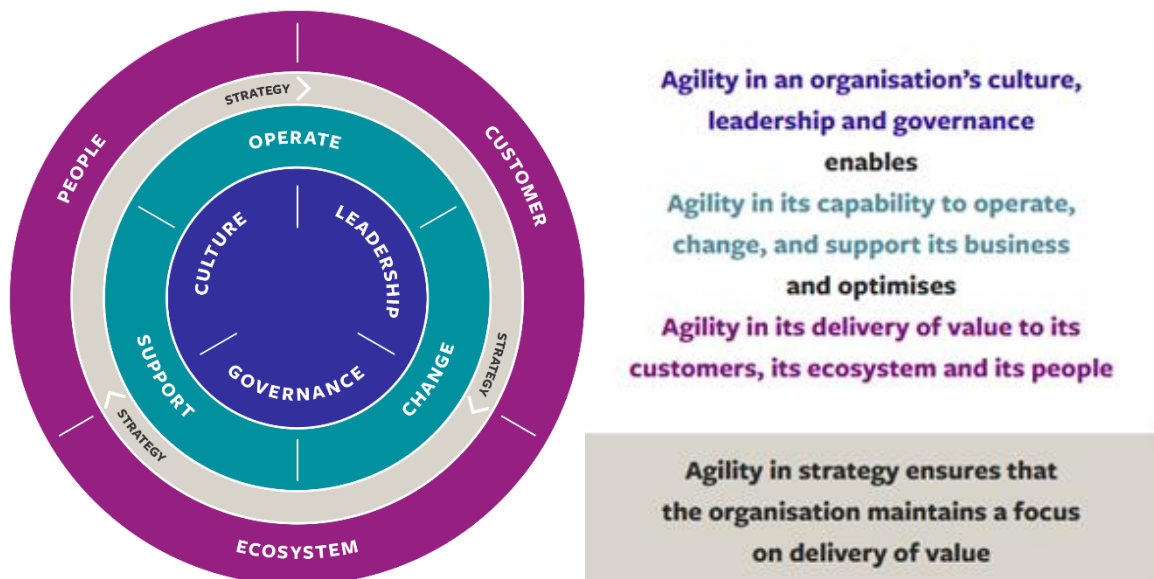 STRATEGY
OPERATE
PEOPLE
CUSTOMER
CULTURE
LEADERSHIP
GOVERNANCE
SUPPORT
CHANGE
STRATEGY
STRATEGY
ECOSYSTEM
Agility in an organisation’s culture,
leadership and governance
enables
Agility in its capability to operate,
change, and support its business
and optimises
Agility in its delivery of value to its
customers, its ecosystem and its people
Agility in strategy ensures that
the organisation maintains a focus
on delivery of value